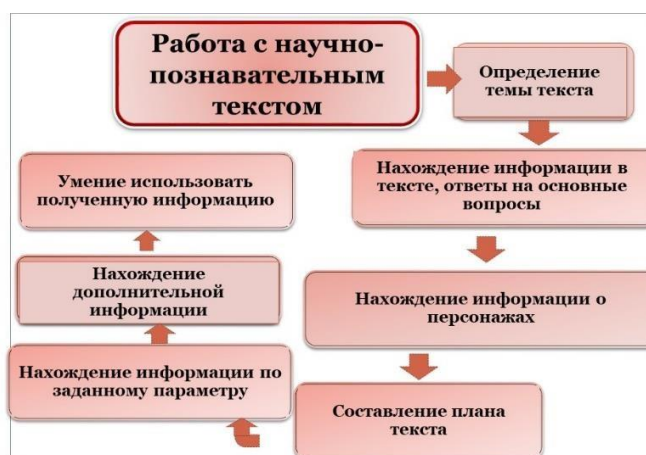 Работа с научно-
познавательным
текстом
Определение
темы текста
Нахождение информации в
тексте, ответы на основные
вопросы
Нахождение информации о
персонажах
Составление плана
текста
Нахождение информации по
заданному параметру
Нахождение
дополнительной
информации
Умение использовать
полученную информацию